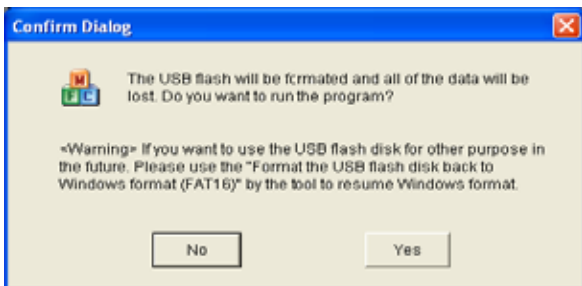 Confirm Dialog
M
F C
The USB flash will be formated and all of the data will be
lost. Do you want to run the program?
<Warning> If you want to use the USB flash disk for other purpose in
the future. Please use the "Format the USB flash disk back to
Windows format (FAT16)" by the tool to resume Windows format.
No
Yes